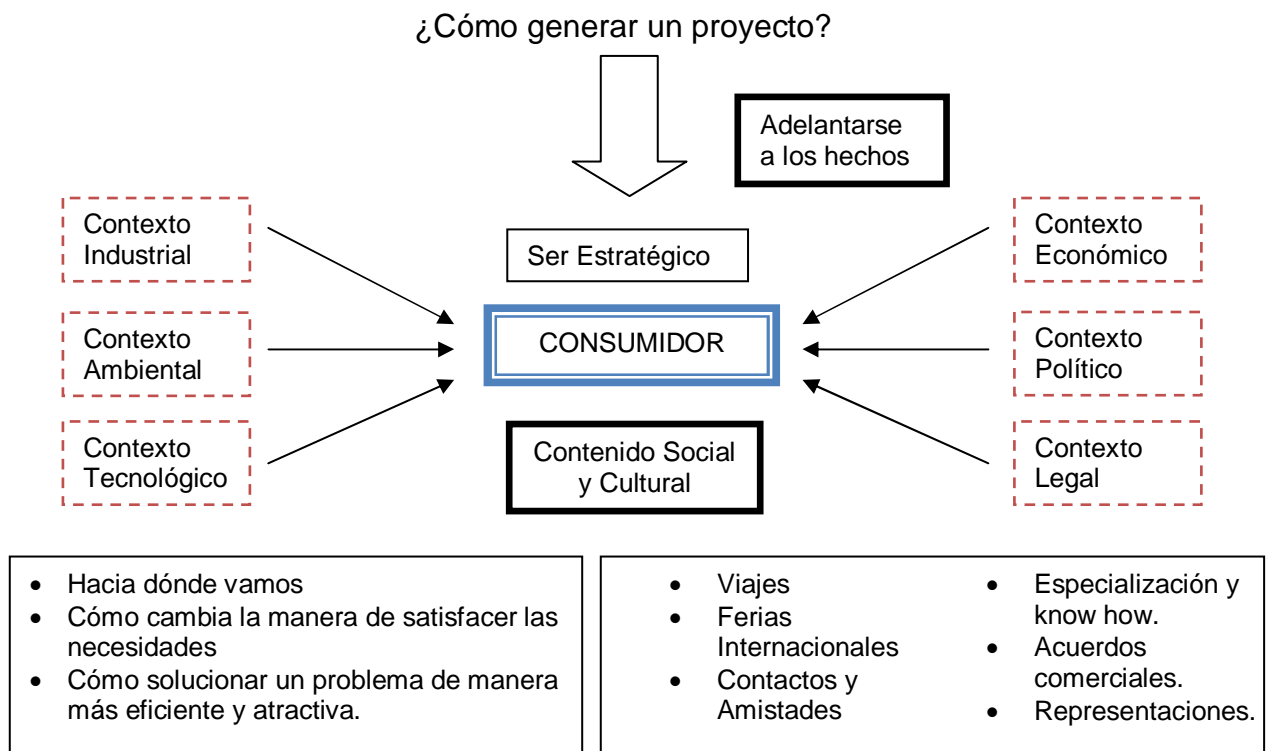 ¿Cómo generar un proyecto?
Adelantarse
a los hechos
Contexto
Industrial
Ser Estratégico
Contexto
Económico
Contexto
Ambiental
CONSUMIDOR
Contexto
Político
Contexto
Tecnológico
Contenido Social
y Cultural
Contexto
Legal
• Hacia dónde vamos
• Cómo cambia la manera de satisfacer las
necesidades
• Cómo solucionar un problema de manera
más eficiente y atractiva.
• Viajes
• Ferias
Internacionales
• Contactos y
Amistades
• Especialización y
know how.
• Acuerdos
comerciales.
• Representaciones.